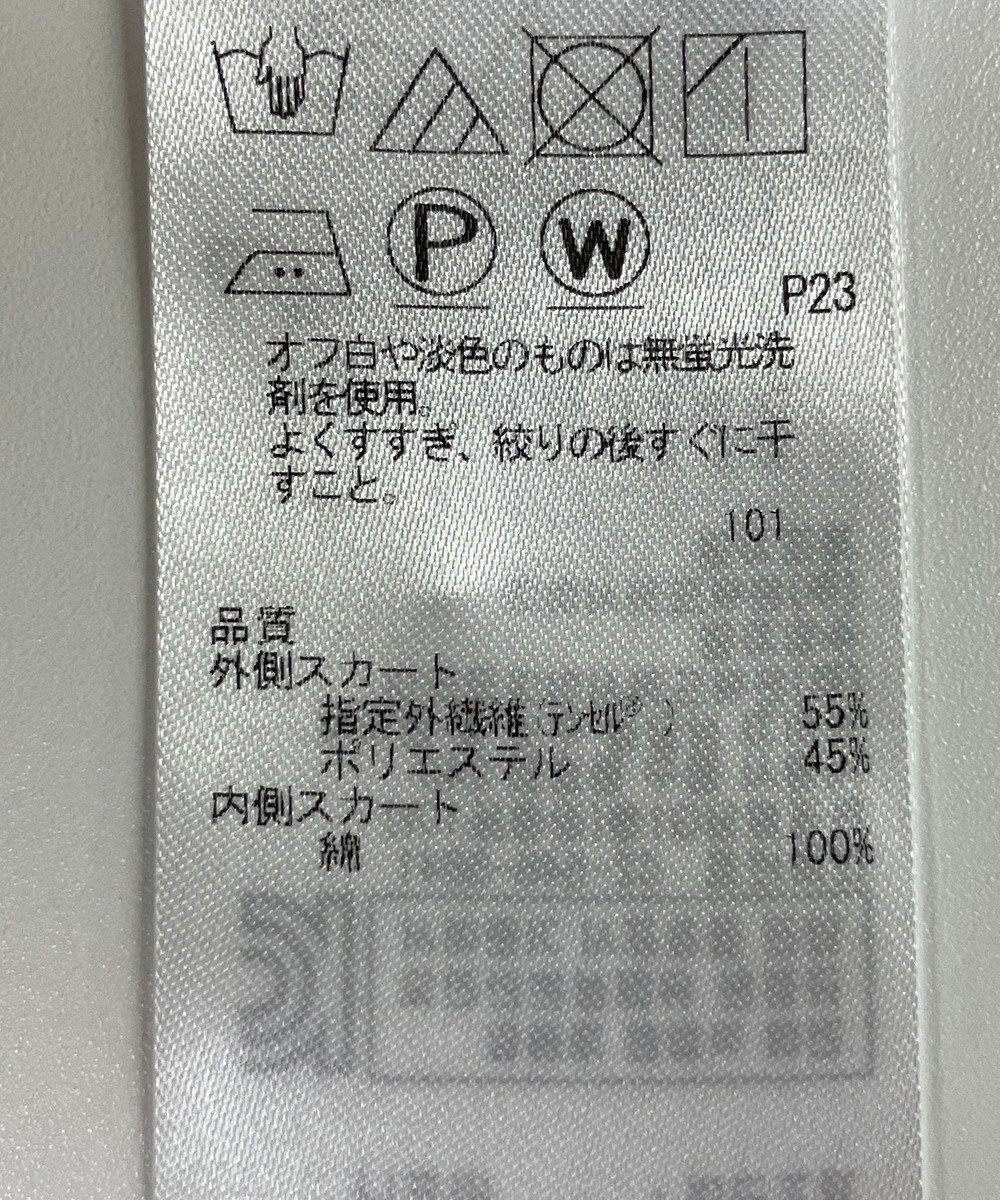 P
W
P23
オフ白や淡色のものは無蛍光洗
剤を使用。
よくすすぎ、絞りの後すぐに干
すこと。
101
品質
外側スカート
指定外繊維(テンセル®) 55%
ポリエステル 45%
内側スカート
綿 100%